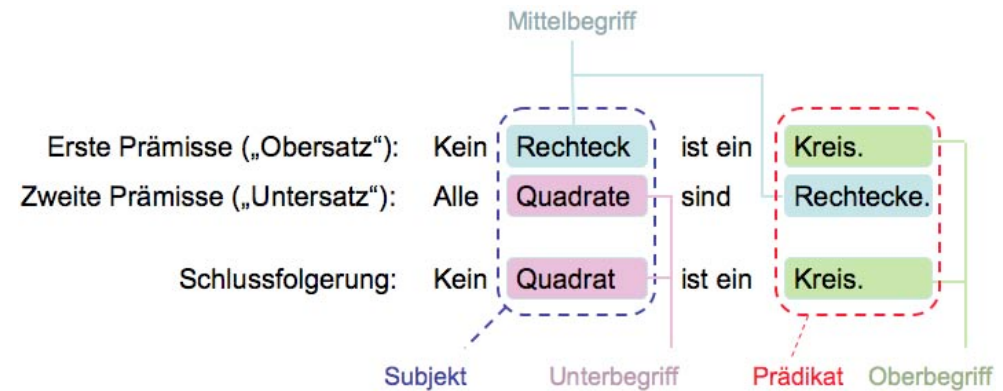 Mittelbegriff
Erste Prämisse („Obersatz“): Kein Rechteck ist ein Kreis.
Zweite Prämisse („Untersatz“): Alle Quadrate sind Rechtecke.
Schlussfolgerung: Kein Quadrat ist ein Kreis.
Subjekt Unterbegriff Prädikat Oberbegriff